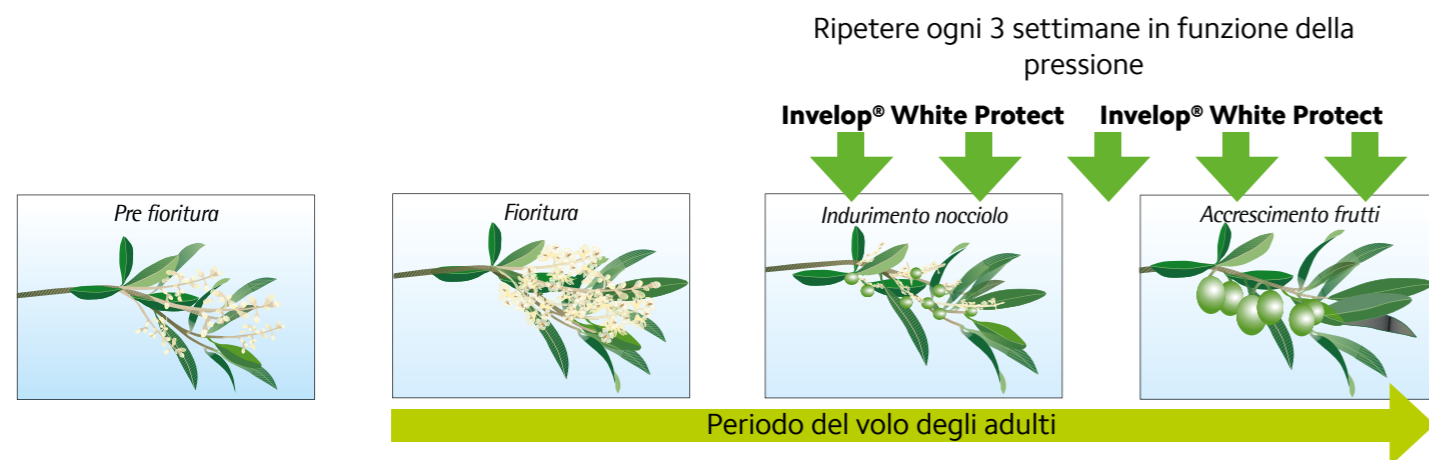 Ripetere ogni 3 settimane in funzione della
pressione
Invelop® White Protect Invelop® White Protect
Pre fioritura
Fioritura
Indurimento nocciolo
Accrescimento frutti
Periodo del volo degli adulti